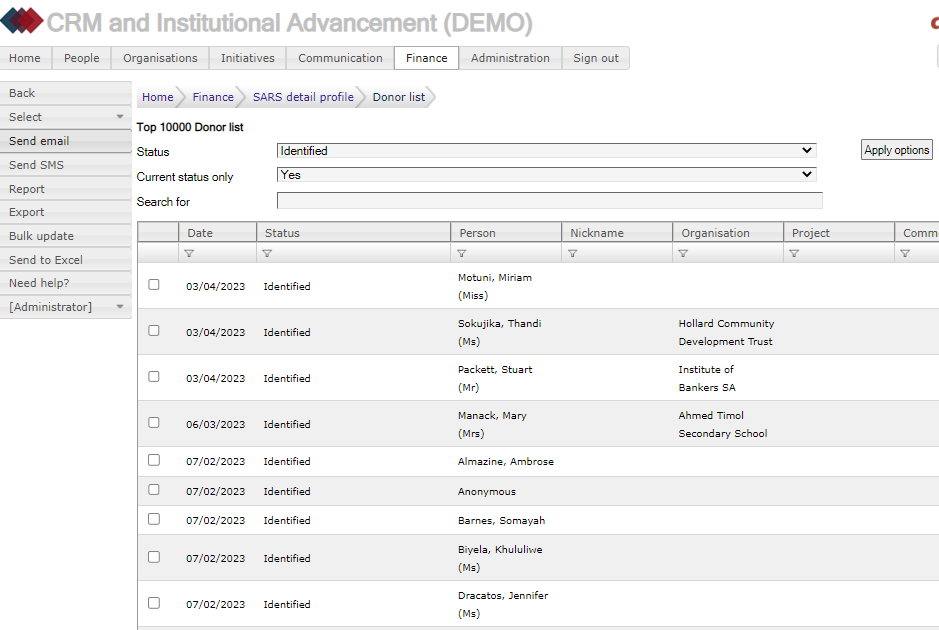 CRM and Institutional Advancement (DEMO)
Home People Organisations Initiatives Communication Finance Administration Sign out
Back
Select
Send email
Send SMS
Report
Export
Bulk update
Send to Excel
Need help?
[Administrator]
Home Finance SARS detail profile Donor list
Top 10000 Donor list
Status Identified Apply options
Current status only Yes
Search for
Date Status Person Nickname Organisation Project Comm
03/04/2023 Identified Motuni, Miriam
(Miss)
03/04/2023 Identified Sokujika, Thandi Hollard Community
(Ms) Development Trust
03/04/2023 Identified Packett, Stuart Institute of
(Mr) Bankers SA
06/03/2023 Identified Manack, Mary Ahmed Timol
(Mrs) Secondary School
07/02/2023 Identified Almazine, Ambrose
07/02/2023 Identified Anonymous
07/02/2023 Identified Barnes, Somayah
07/02/2023 Identified Biyela, Khululiwe
(Ms)
07/02/2023 Identified Dracatos, Jennifer
(Ms)